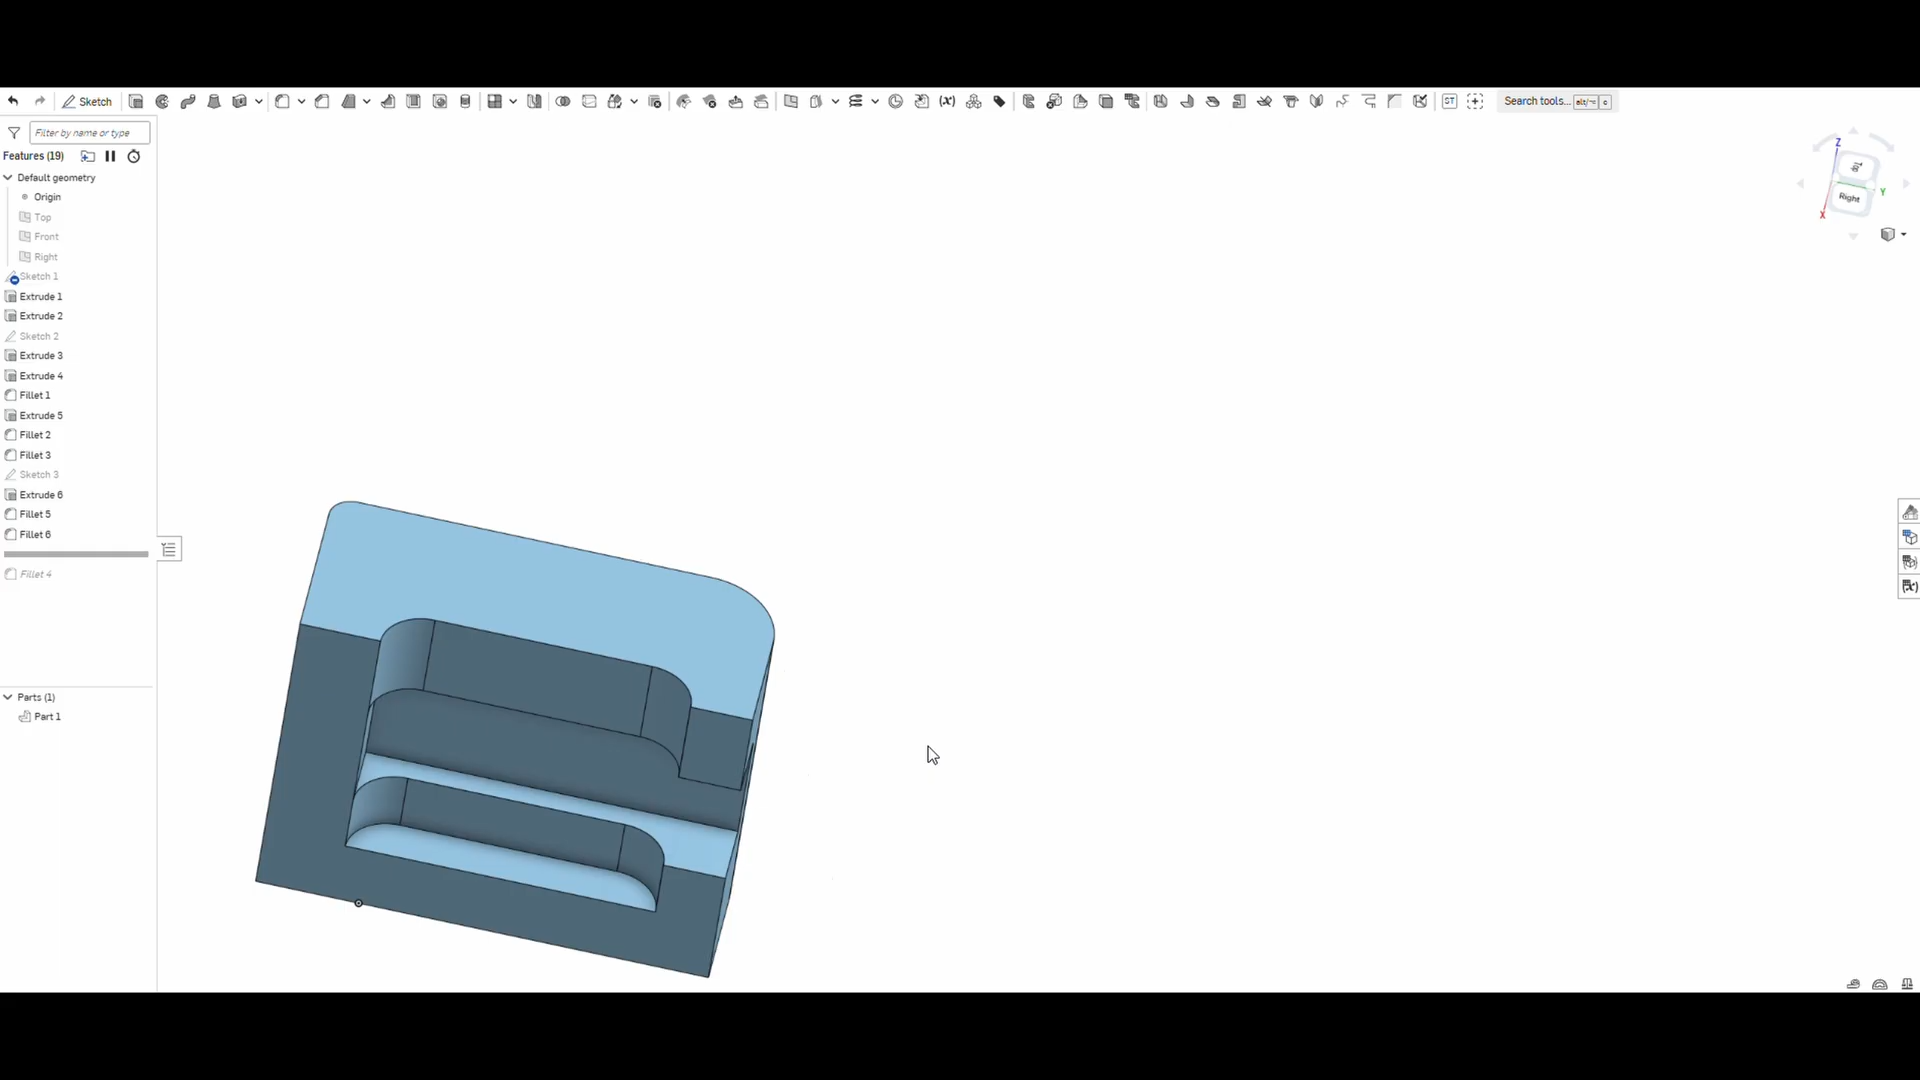 Sketch
Search tools... alt/⌥ c
Filter by name or type
Features (19)
Default geometry
Origin
Top
Front
Right
Sketch 1
Extrude 1
Extrude 2
Sketch 2
Extrude 3
Extrude 4
Fillet 1
Extrude 5
Fillet 2
Fillet 3
Sketch 3
Extrude 6
Fillet 5
Fillet 6
Fillet 4
Parts (1)
Part 1
Z
Y
Right
X